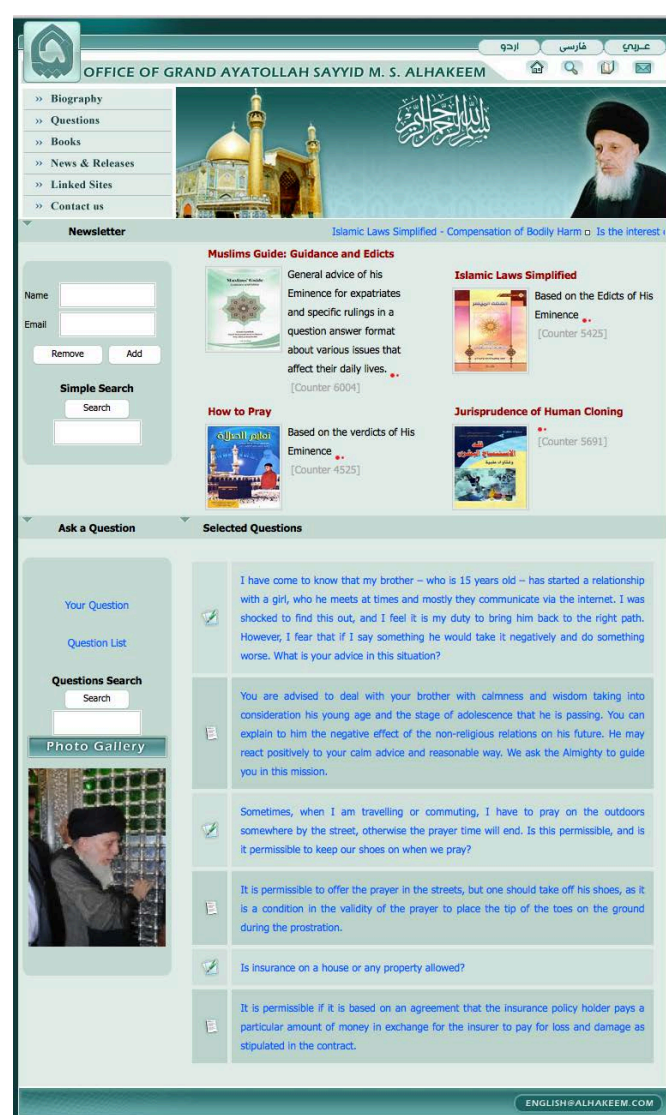 اردو
فارسی
عـربي
OFFICE OF GRAND AYATOLLAH SAYYID M. S. ALHAKEEM
» Biography
» Questions
» Books
» News & Releases
» Linked Sites
» Contact us
بسم الله الرحمن الرحيم
Newsletter
Islamic Laws Simplified - Compensation of Bodily Harm
Is the interest
Name
Email
Remove
Add
Simple Search
Search
Muslims Guide: Guidance and Edicts
Muslims' Guide
General advice of his
Eminence for expatriates
and specific rulings in a
question answer format
about various issues that
affect their daily lives.
[Counter 6004]
Islamic Laws Simplified
Based on the Edicts of His
Eminence
[Counter 5425]
How to Pray
تعليم الصلاة
Based on the verdicts of His
Eminence
[Counter 4525]
Jurisprudence of Human Cloning
[Counter 5691]
Ask a Question
Your Question
Question List
Questions Search
Search
Photo Gallery
Selected Questions
I have come to know that my brother – who is 15 years old – has started a relationship
with a girl, who he meets at times and mostly they communicate via the internet. I was
shocked to find this out, and I feel it is my duty to bring him back to the right path.
However, I fear that if I say something he would take it negatively and do something
worse. What is your advice in this situation?
You are advised to deal with your brother with calmness and wisdom taking into
consideration his young age and the stage of adolescence that he is passing. You can
explain to him the negative effect of the non-religious relations on his future. He may
react positively to your calm advice and reasonable way. We ask the Almighty to guide
you in this mission.
Sometimes, when I am travelling or commuting, I have to pray on the outdoors
somewhere by the street, otherwise the prayer time will end. Is this permissible, and is
it permissible to keep our shoes on when we pray?
It is permissible to offer the prayer in the streets, but one should take off his shoes, as it
is a condition in the validity of the prayer to place the tip of the toes on the ground
during the prostration.
Is insurance on a house or any property allowed?
It is permissible if it is based on an agreement that the insurance policy holder pays a
particular amount of money in exchange for the insurer to pay for loss and damage as
stipulated in the contract.
ENGLISH@ALHAKEEM.COM